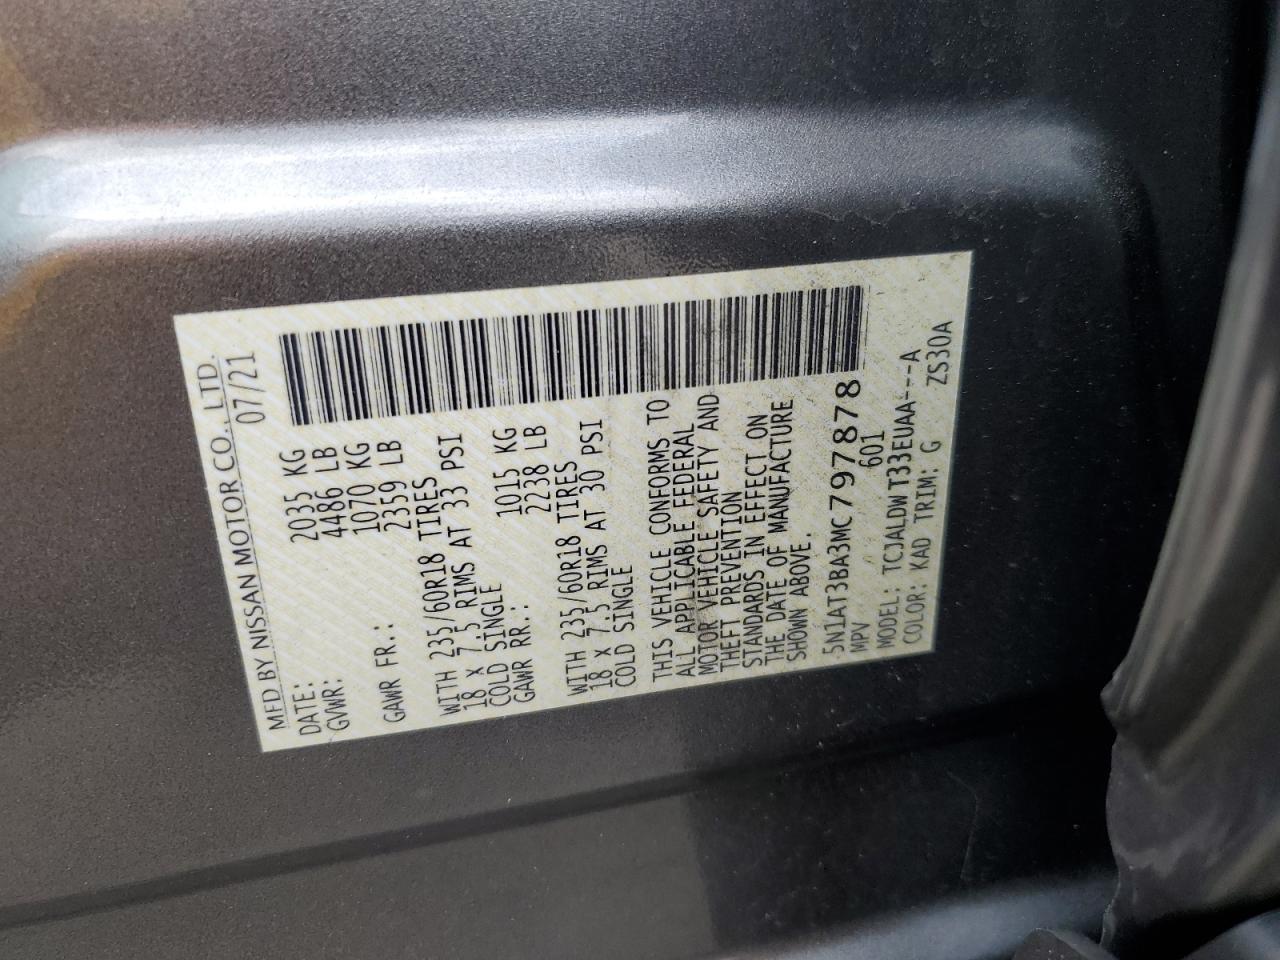 MFD BY NISSAN MOTOR CO., LTD.
DATE: 07/21
GVWR: 2035 KG
4486 LB
GAWR FR.: 1070 KG
2359 LB
WITH 235/60R18 TIRES
18 x 7.5 RIMS AT 33 PSI
COLD SINGLE
GAWR RR.: 1015 KG
2238 LB
WITH 235/60R18 TIRES
18 x 7.5 RIMS AT 30 PSI
COLD SINGLE
THIS VEHICLE CONFORMS TO
ALL APPLICABLE FEDERAL
MOTOR VEHICLE SAFETY AND
THEFT PREVENTION
STANDARDS IN EFFECT ON
THE DATE OF MANUFACTURE
SHOWN ABOVE.
5N1AT3BA3MC797878
MPV 601
MODEL: TCJALDW T33EUAA---A
COLOR: KAD TRIM: G ZS30A